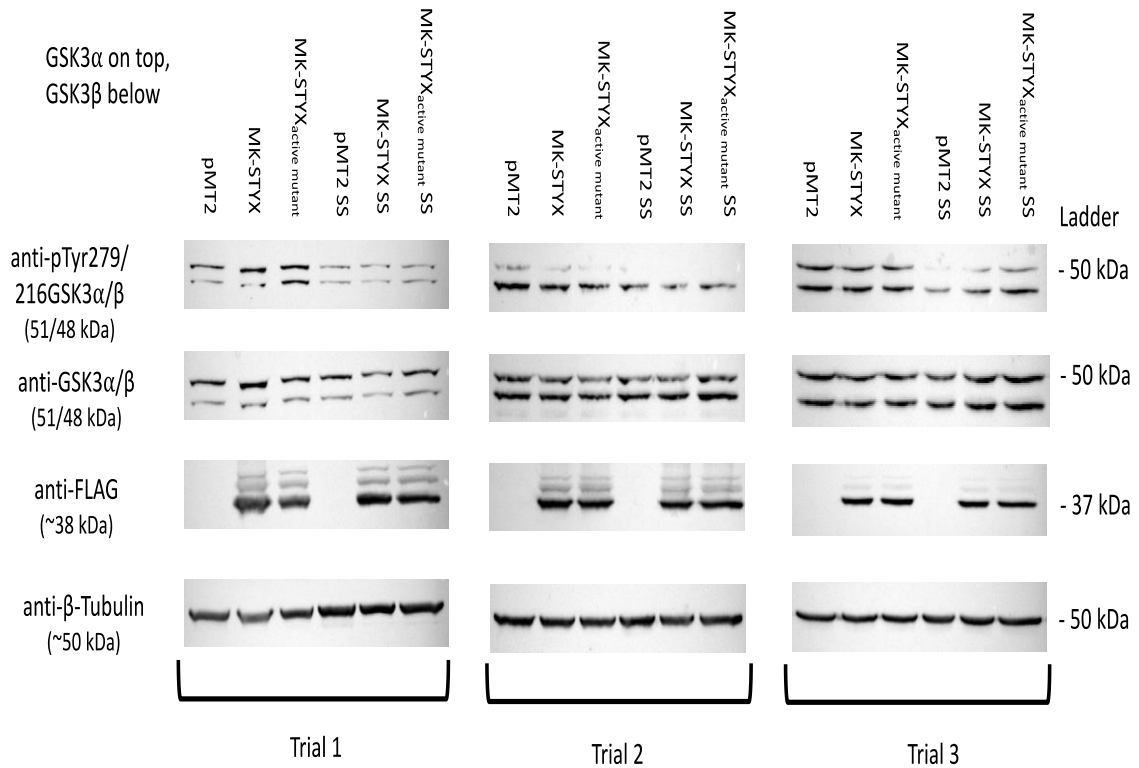 GSK3α on top,
GSK3β below
pMT2
MK-STYX
MK-STYXactive mutant
pMT2 SS
MK-STYX SS
MK-STYXactive mutant SS
pMT2
MK-STYX
MK-STYXactive mutant
pMT2 SS
MK-STYX SS
MK-STYXactive mutant SS
pMT2
MK-STYX
MK-STYXactive mutant
pMT2 SS
MK-STYX SS
MK-STYXactive mutant SS
Ladder
anti-pTyr279/
216GSK3α/β
(51/48 kDa)
- 50 kDa
anti-GSK3α/β
(51/48 kDa)
- 50 kDa
anti-FLAG
(~38 kDa)
- 37 kDa
anti-β-Tubulin
(~50 kDa)
- 50 kDa
Trial 1
Trial 2
Trial 3